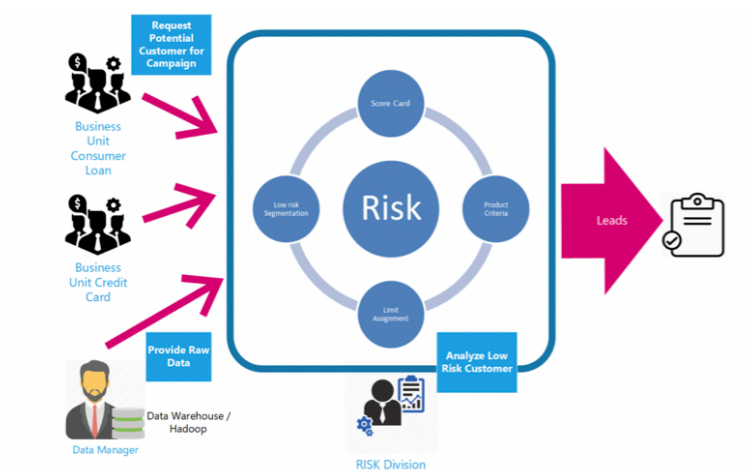 Request
Potential
Customer for
Campaign
Business
Unit
Consumer
Loan
Business
Unit Credit
Card
Provide Raw
Data
Data Warehouse /
Hadoop
Data Manager
Score Card
Low risk
Segmentation
Risk
Product
Criteria
Limit
Assignment
Analyze Low
Risk Customer
RISK Division
Leads